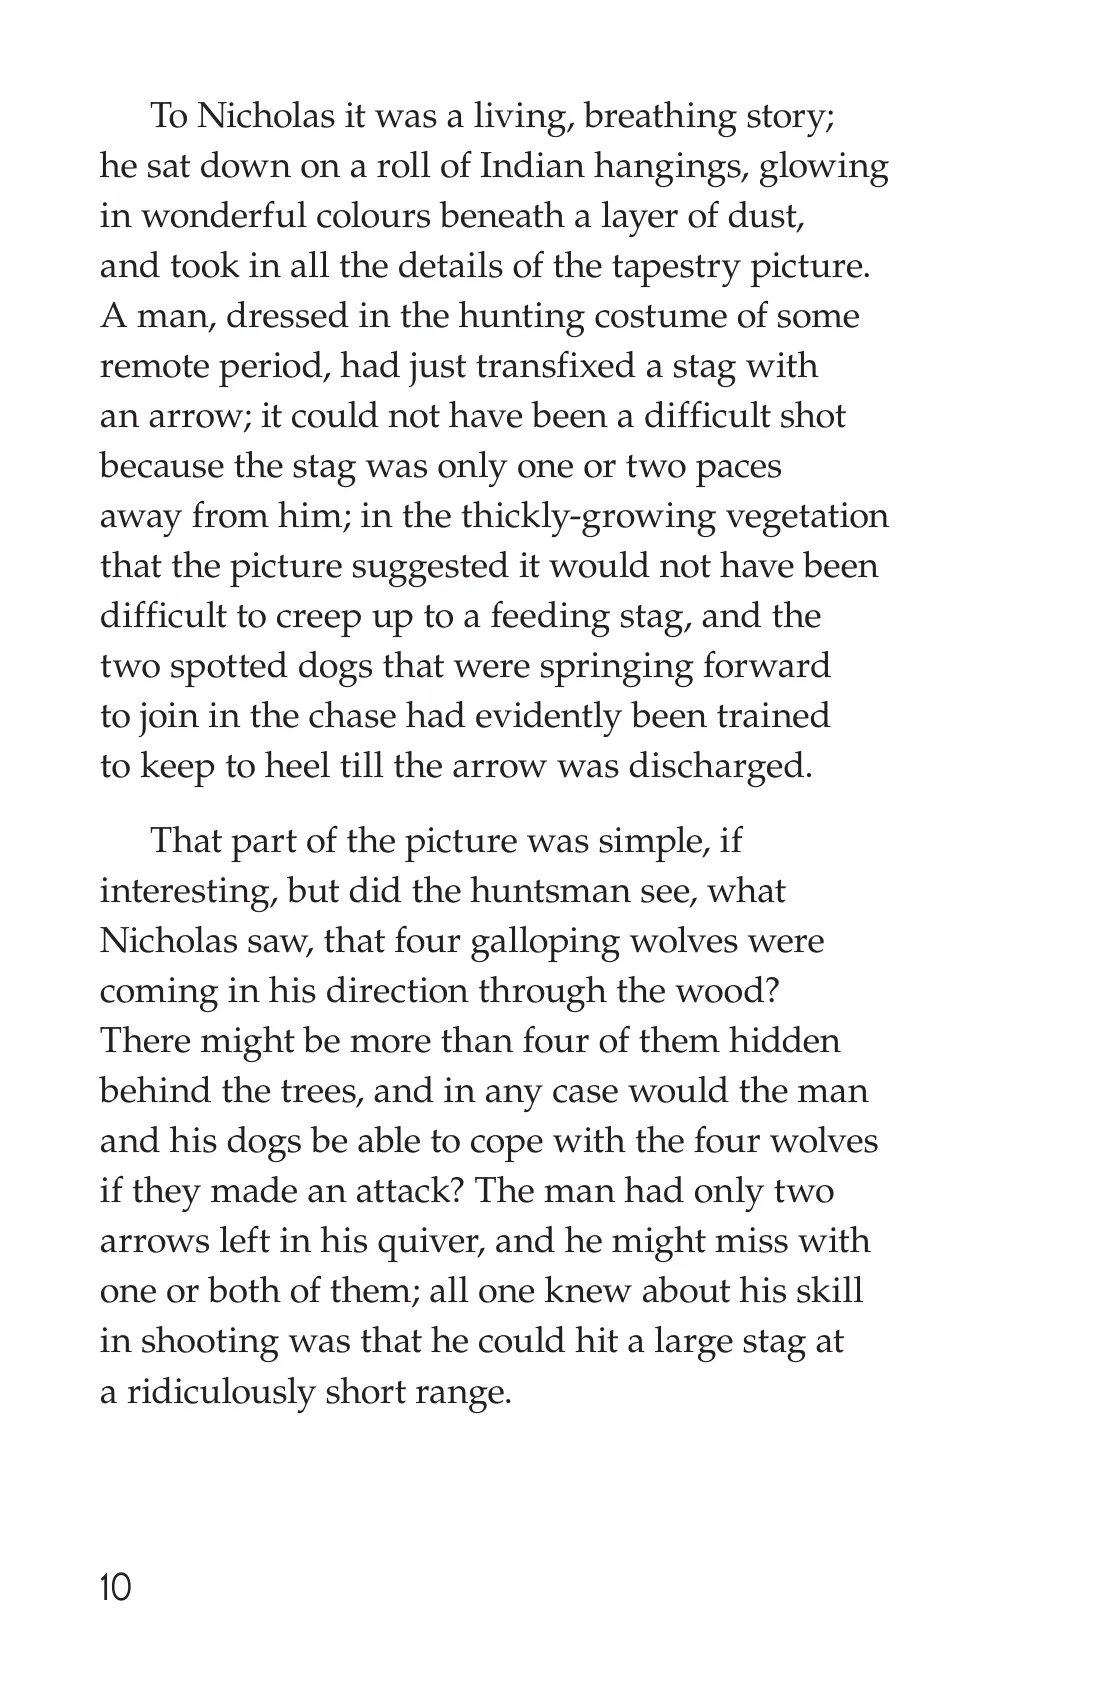 To Nicholas it was a living, breathing story;
he sat down on a roll of Indian hangings, glowing
in wonderful colours beneath a layer of dust,
and took in all the details of the tapestry picture.
A man, dressed in the hunting costume of some
remote period, had just transfixed a stag with
an arrow; it could not have been a difficult shot
because the stag was only one or two paces
away from him; in the thickly-growing vegetation
that the picture suggested it would not have been
difficult to creep up to a feeding stag, and the
two spotted dogs that were springing forward
to join in the chase had evidently been trained
to keep to heel till the arrow was discharged.
That part of the picture was simple, if
interesting, but did the huntsman see, what
Nicholas saw, that four galloping wolves were
coming in his direction through the wood?
There might be more than four of them hidden
behind the trees, and in any case would the man
and his dogs be able to cope with the four wolves
if they made an attack? The man had only two
arrows left in his quiver, and he might miss with
one or both of them; all one knew about his skill
in shooting was that he could hit a large stag at
a ridiculously short range.
10